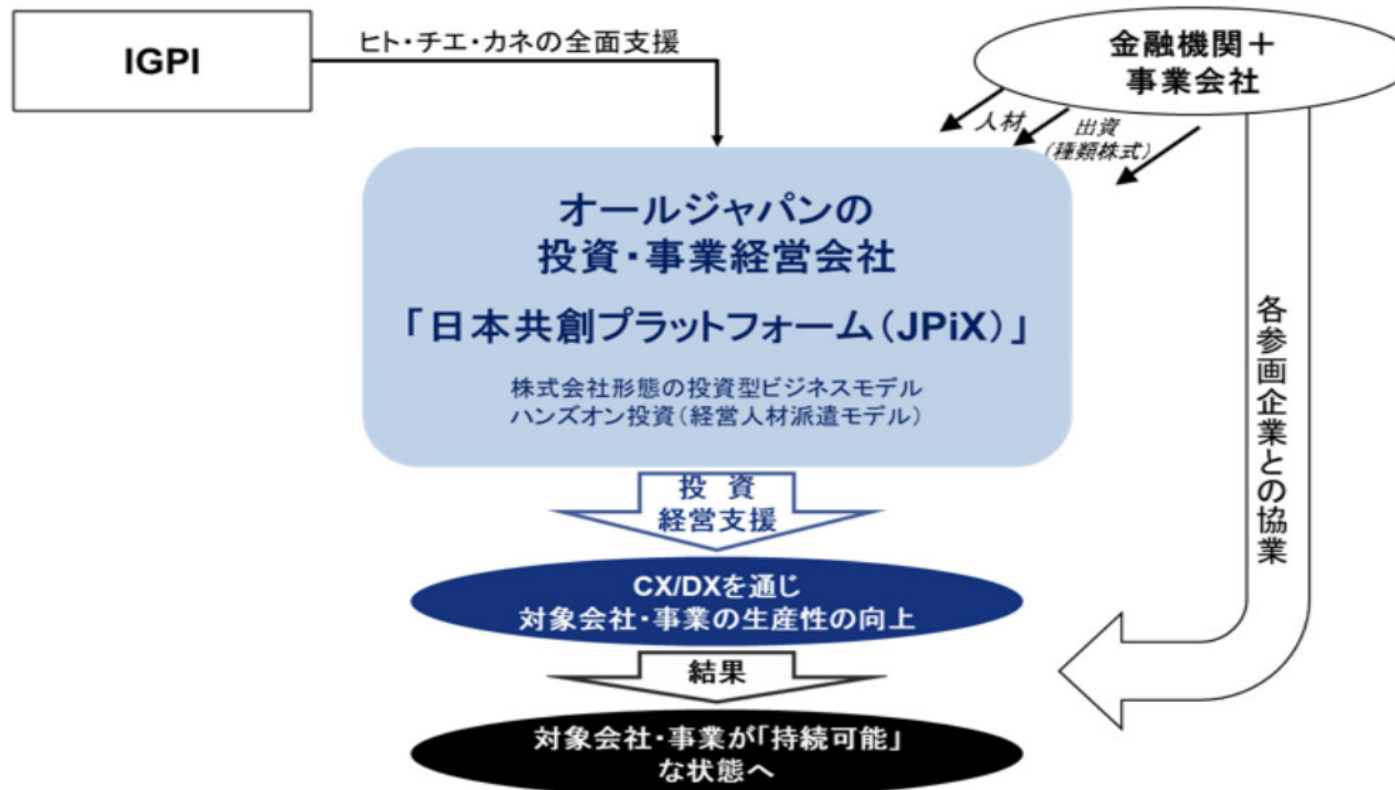 IGPI
ヒト・チエ・カネの全面支援
金融機関＋
事業会社
人材
出資
（種類株式）
オールジャパンの
投資・事業経営会社
「日本共創プラットフォーム（JPiX）」
株式会社形態の投資型ビジネスモデル
ハンズオン投資（経営人材派遣モデル）
各参画企業との協業
投 資
経営支援
CX/DXを通じ
対象会社・事業の生産性の向上
結果
対象会社・事業が「持続可能」
な状態へ